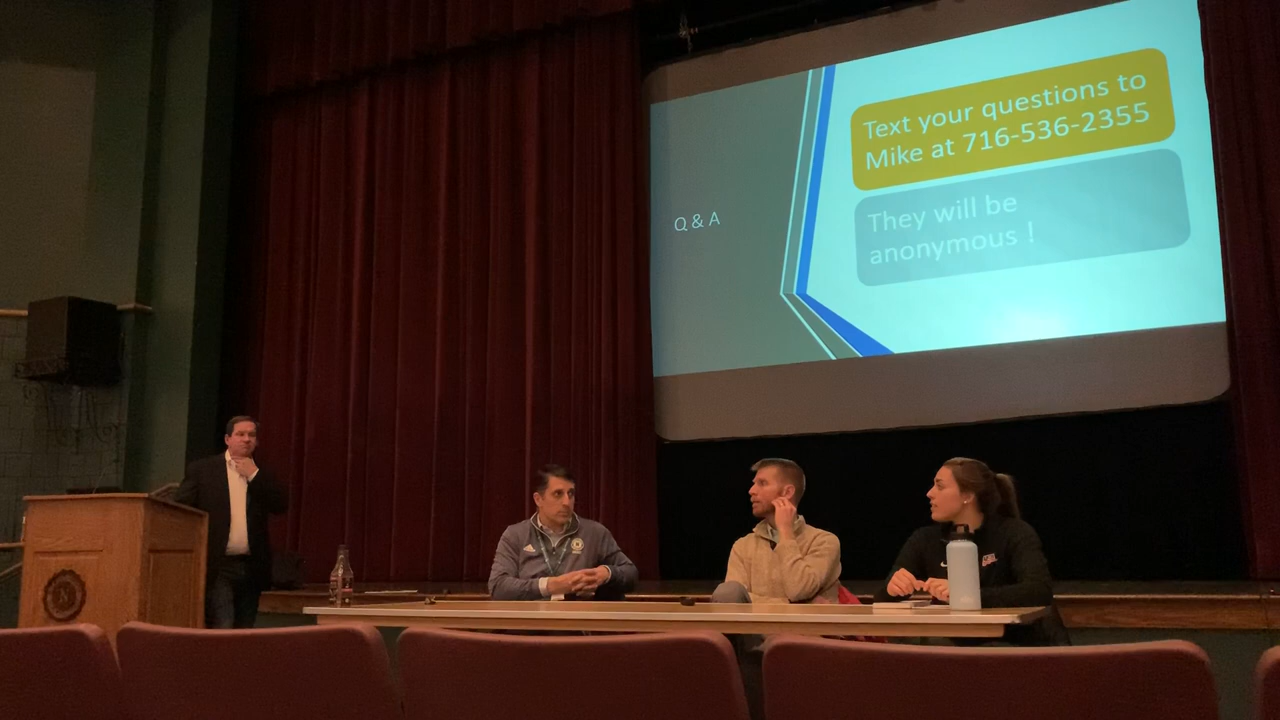 Q & A
Text your questions to
Mike at 716-536-2355
They will be
anonymous !